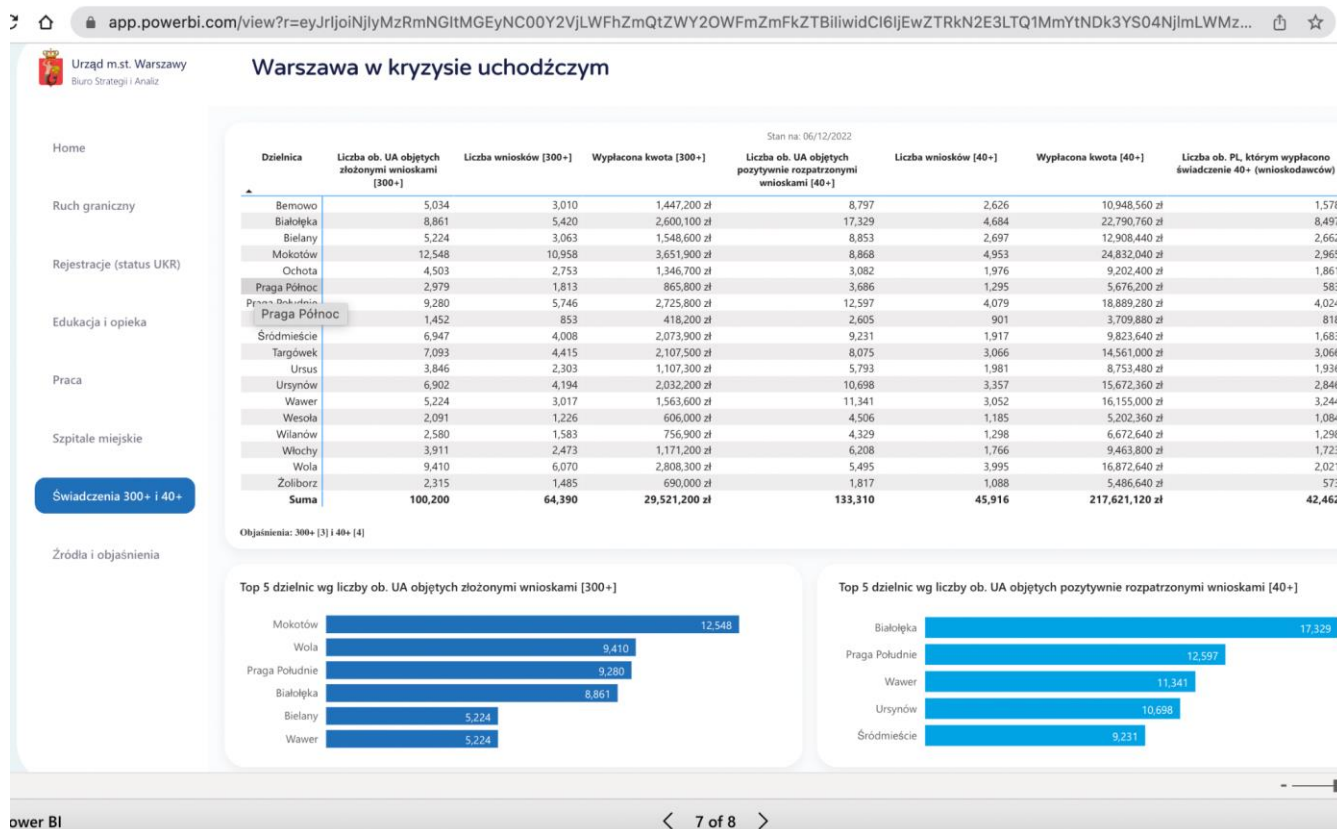 app.powerbi.com/view?r=eyJrIjoiNjIyMzRmNGItMGEyNC00Y2VjLWFhZmQtZWY2OWFmZmFkZTBiIiwidCI6IjEwZTRkN2E3LTQ1MmYtNDk3YS04NjlmLWMz...
Urząd m.st. Warszawy
Biuro Strategii i Analiz
Warszawa w kryzysie uchodźczym
Home
Ruch graniczny
Rejestracje (status UKR)
Edukacja i opieka
Praca
Szpitale miejskie
Świadczenia 300+ i 40+
Źródła i objaśnienia
Stan na: 06/12/2022
Dzielnica Liczba ob. UA objętych złożonymi wnioskami [300+] Liczba wniosków [300+] Wypłacona kwota [300+] Liczba ob. UA objętych pozytywnie rozpatrzonymi wnioskami [40+] Liczba wniosków [40+] Wypłacona kwota [40+] Liczba ob. PL, którym wypłacono świadczenie 40+ (wnioskodawców)
Bemowo 5,034 3,010 1,447,200 zł 8,797 2,626 10,948,560 zł 1,578
Białołęka 8,861 5,420 2,600,100 zł 17,329 4,684 22,790,760 zł 8,497
Bielany 5,224 3,063 1,548,600 zł 8,853 2,697 12,908,440 zł 2,662
Mokotów 12,548 10,958 3,651,900 zł 8,868 4,953 24,832,040 zł 2,965
Ochota 4,503 2,753 1,346,700 zł 3,082 1,976 9,202,400 zł 1,861
Praga Północ 2,979 1,813 865,800 zł 3,686 1,295 5,676,200 zł 583
Praga Południe 9,280 5,746 2,725,800 zł 12,597 4,079 18,889,280 zł 4,024
Praga Północ
1,452 853 418,200 zł 2,605 901 3,709,880 zł 818
Śródmieście 6,947 4,008 2,073,900 zł 9,231 1,917 9,823,640 zł 1,683
Targówek 7,093 4,415 2,107,500 zł 8,075 3,066 14,561,000 zł 3,066
Ursus 3,846 2,303 1,107,300 zł 5,793 1,981 8,753,480 zł 1,936
Ursynów 6,902 4,194 2,032,200 zł 10,698 3,357 15,672,360 zł 2,846
Wawer 5,224 3,017 1,563,600 zł 11,341 3,052 16,155,000 zł 3,244
Wesoła 2,091 1,226 606,000 zł 4,506 1,185 5,202,360 zł 1,084
Wilanów 2,580 1,583 756,900 zł 4,329 1,298 6,672,640 zł 1,298
Włochy 3,911 2,473 1,171,200 zł 6,208 1,766 9,463,800 zł 1,723
Wola 9,410 6,070 2,808,300 zł 5,495 3,995 16,872,640 zł 2,021
Żoliborz 2,315 1,485 690,000 zł 1,817 1,088 5,486,640 zł 573
Suma 100,200 64,390 29,521,200 zł 133,310 45,916 217,621,120 zł 42,462
Objaśnienia: 300+ [3] i 40+ [4]
Top 5 dzielnic wg liczby ob. UA objętych złożonymi wnioskami [300+]
Mokotów 12,548
Wola 9,410
Praga Południe 9,280
Białołęka 8,861
Bielany 5,224
Wawer 5,224
Top 5 dzielnic wg liczby ob. UA objętych pozytywnie rozpatrzonymi wnioskami [40+]
Białołęka 17,329
Praga Południe 12,597
Wawer 11,341
Ursynów 10,698
Śródmieście 9,231
ower BI
7 of 8